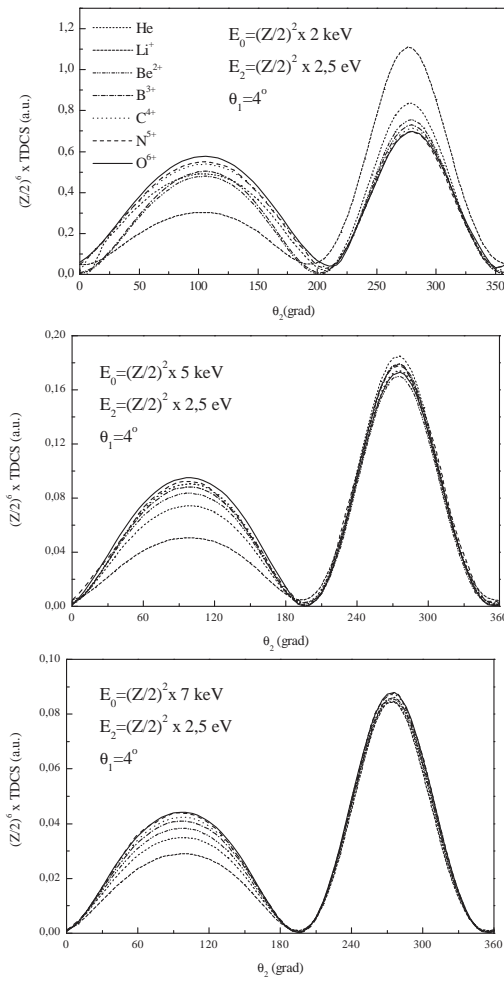 He
Li⁺
Be²⁺
B³⁺
C⁴⁺
N⁵⁺
O⁶⁺
E₀=(Z/2)² x 2 keV
E₂=(Z/2)² x 2,5 eV
θ₁=4°
(Z/2)⁶ x TDCS (a.u.)
1,2
1,0
0,8
0,6
0,4
0,2
0,0
0 50 100 150 200 250 300 350
θ₂(grad)
E₀=(Z/2)² x 5 keV
E₂=(Z/2)² x 2,5 eV
θ₁=4°
(Z/2)⁶ x TDCS (a.u.)
0,20
0,16
0,12
0,08
0,04
0,00
0 60 120 180 240 300 360
θ₂ (grad)
E₀=(Z/2)² x 7 keV
E₂=(Z/2)² x 2,5 eV
θ₁=4°
(Z/2)⁶ x TDCS (a.u.)
0,10
0,08
0,06
0,04
0,02
0,00
0 60 120 180 240 300 360
θ₂ (grad)